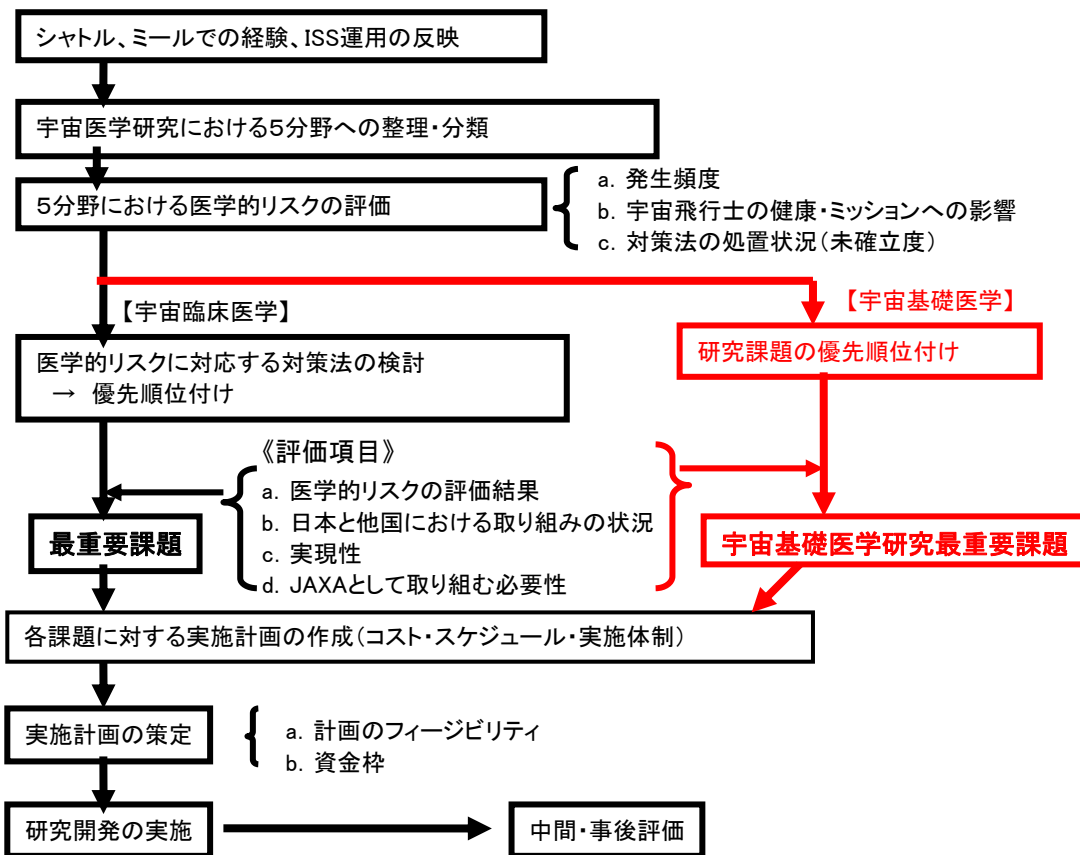 シャトル、ミールでの経験、ISS運用の反映
宇宙医学研究における5分野への整理・分類
5分野における医学的リスクの評価
a. 発生頻度
b. 宇宙飛行士の健康・ミッションへの影響
c. 対策法の処置状況(未確立度)
【宇宙臨床医学】
【宇宙基礎医学】
医学的リスクに対応する対策法の検討
→ 優先順位付け
研究課題の優先順位付け
《評価項目》
a. 医学的リスクの評価結果
b. 日本と他国における取り組みの状況
c. 実現性
d. JAXAとして取り組む必要性
最重要課題
宇宙基礎医学研究最重要課題
各課題に対する実施計画の作成(コスト・スケジュール・実施体制)
実施計画の策定
a. 計画のフィージビリティ
b. 資金枠
研究開発の実施
中間・事後評価